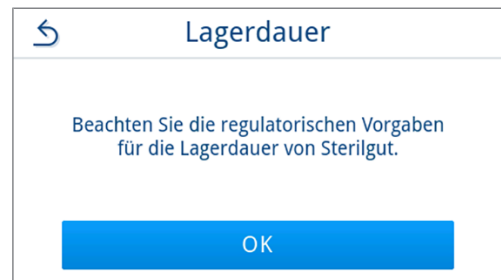 Lagerdauer
Beachten Sie die regulatorischen Vorgaben
für die Lagerdauer von Sterilgut.
OK